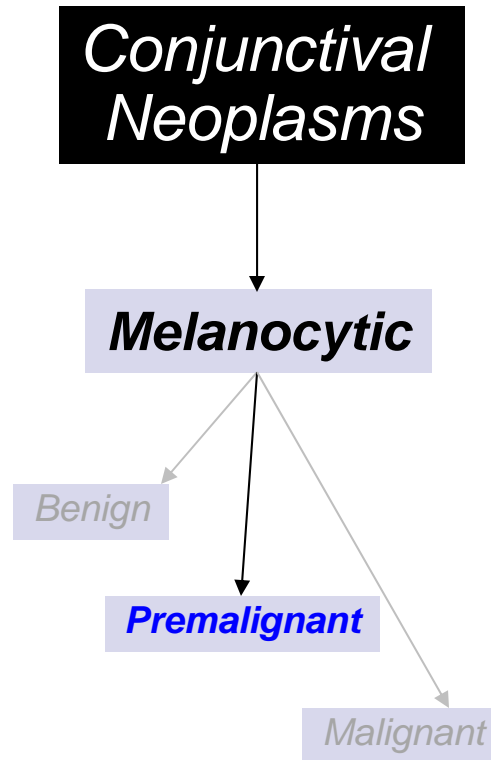 Conjunctival
Neoplasms
Melanocytic
Benign
Premalignant
Malignant